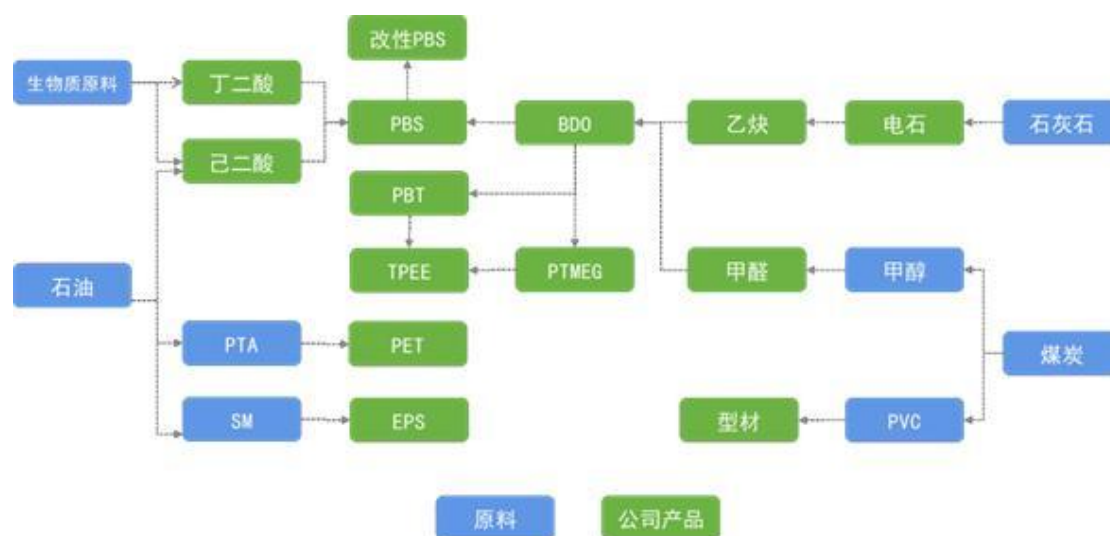 改性PBS
生物质原料
丁二酸
PBS
BDO
乙炔
电石
石灰石
己二酸
PBT
石油
TPEE
PTMEG
甲醛
甲醇
PTA
PET
煤炭
SM
EPS
型材
PVC
原料
公司产品